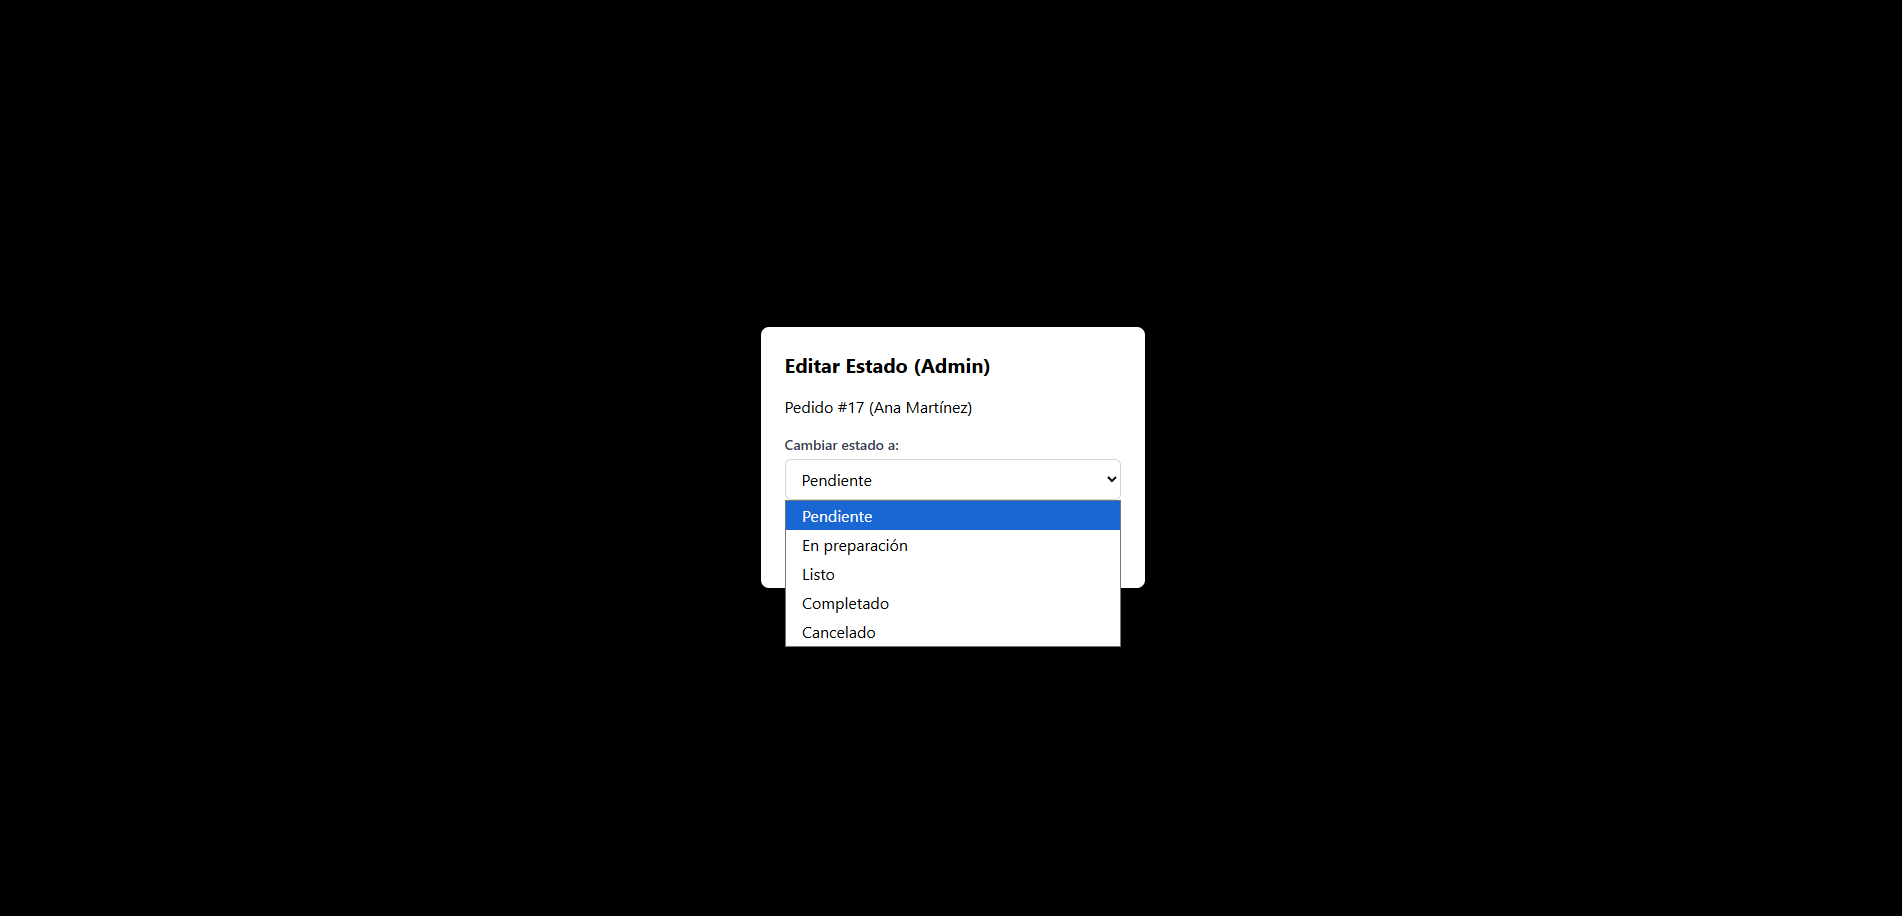 Editar Estado (Admin)
Pedido #17 (Ana Martínez)
Cambiar estado a:
Pendiente
Pendiente
En preparación
Listo
Completado
Cancelado